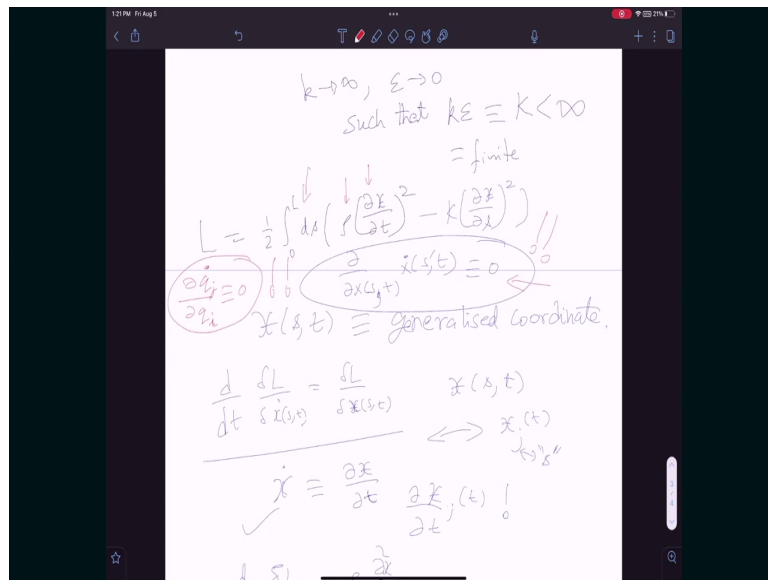 1:21 PM Fri Aug 5
21%
k→∞, ε→0
such that kε ≡ K < ∞
= finite
L = 1/2 ∫₀ᴸ ds ( ρ (∂x/∂t)² − K (∂x/∂s)² ) !!
∂q̇ⱼ/∂qᵢ ≡ 0 !! ∂/∂x(s,t) ẋ(s',t) ≡ 0
x(s,t) ≡ generalised coordinate.
d/dt δL/δẋ(s,t) = δL/δx(s,t) x(s,t)
↔ xⱼ(t)
j↔"s"
ẋ ≡ ∂x/∂t ∂x/∂t ⱼ(t) !